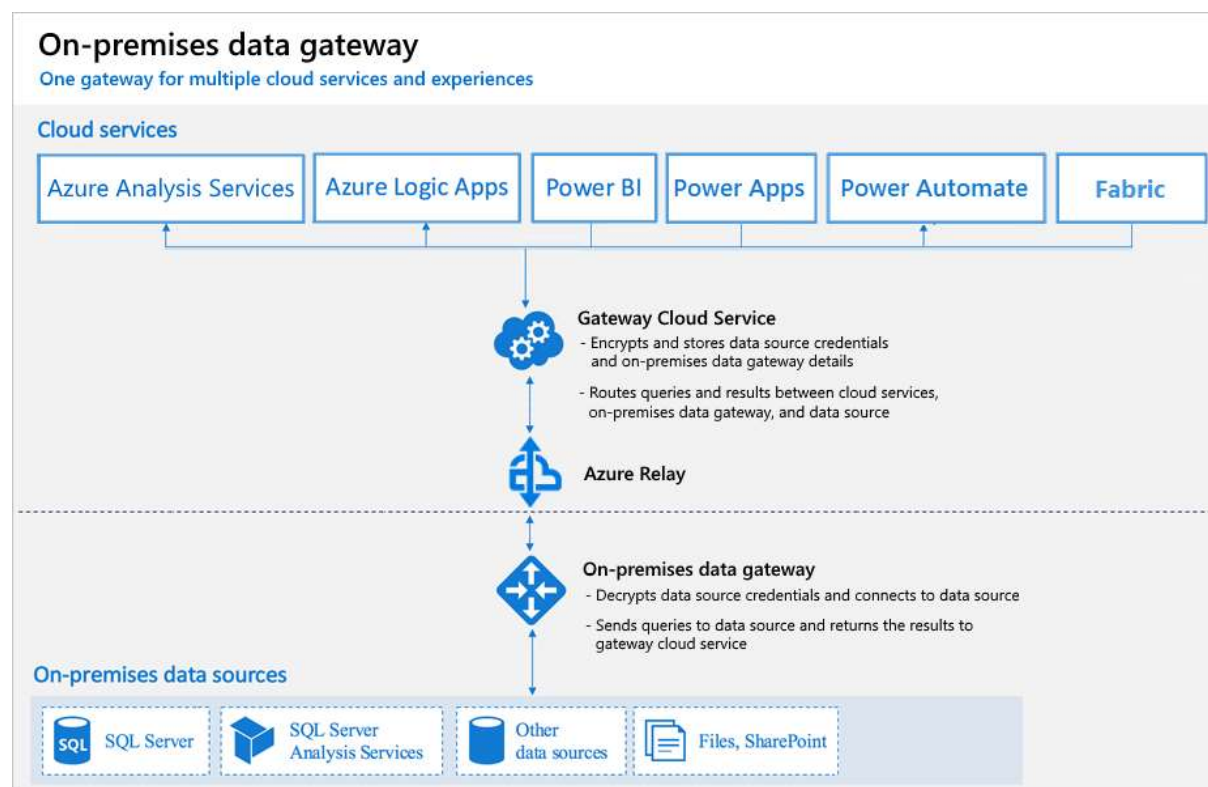 On-premises data gateway
One gateway for multiple cloud services and experiences
Cloud services
Azure Analysis Services
Azure Logic Apps
Power BI
Power Apps
Power Automate
Fabric
Gateway Cloud Service
- Encrypts and stores data source credentials
and on-premises data gateway details
- Routes queries and results between cloud services,
on-premises data gateway, and data source
Azure Relay
On-premises data gateway
- Decrypts data source credentials and connects to data source
- Sends queries to data source and returns the results to
gateway cloud service
On-premises data sources
SQL
SQL Server
SQL Server
Analysis Services
Other
data sources
Files, SharePoint